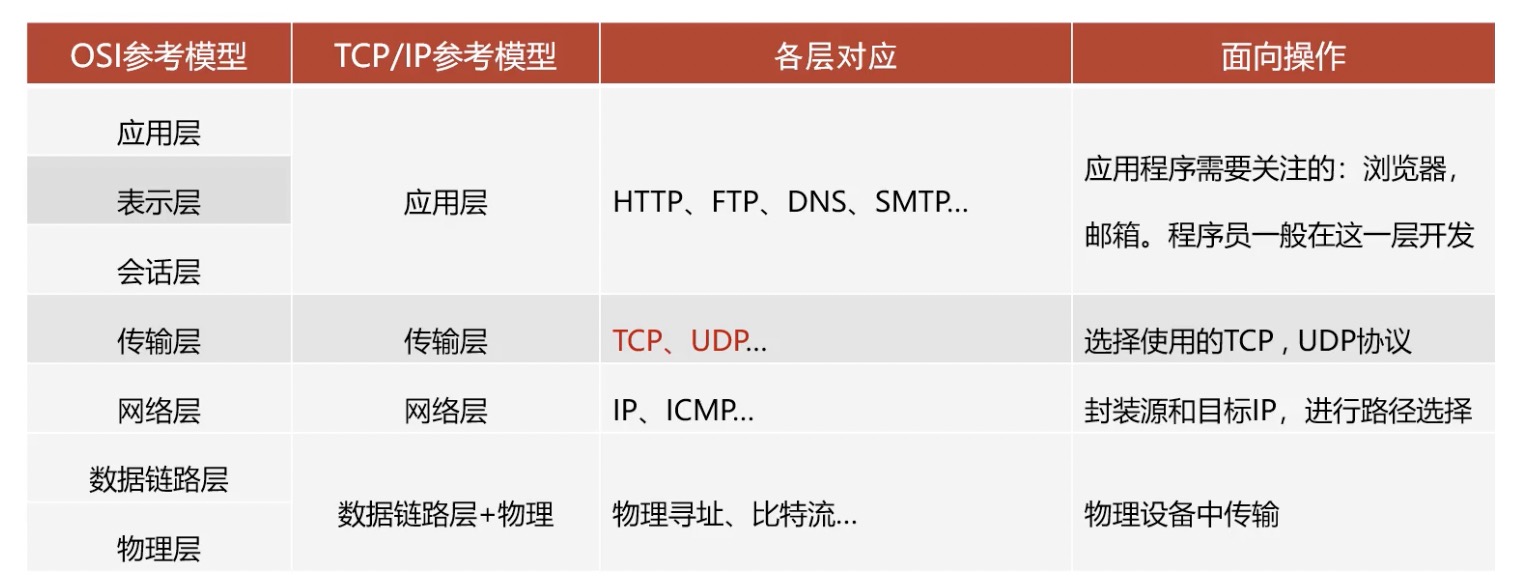 OSI参考模型 TCP/IP参考模型 各层对应 面向操作
应用层
表示层
会话层
应用层
HTTP、FTP、DNS、SMTP...
应用程序需要关注的：浏览器，
邮箱。程序员一般在这一层开发
传输层 传输层 TCP、UDP... 选择使用的TCP , UDP协议
网络层 网络层 IP、ICMP... 封装源和目标IP，进行路径选择
数据链路层
物理层
数据链路层+物理
物理寻址、比特流...
物理设备中传输